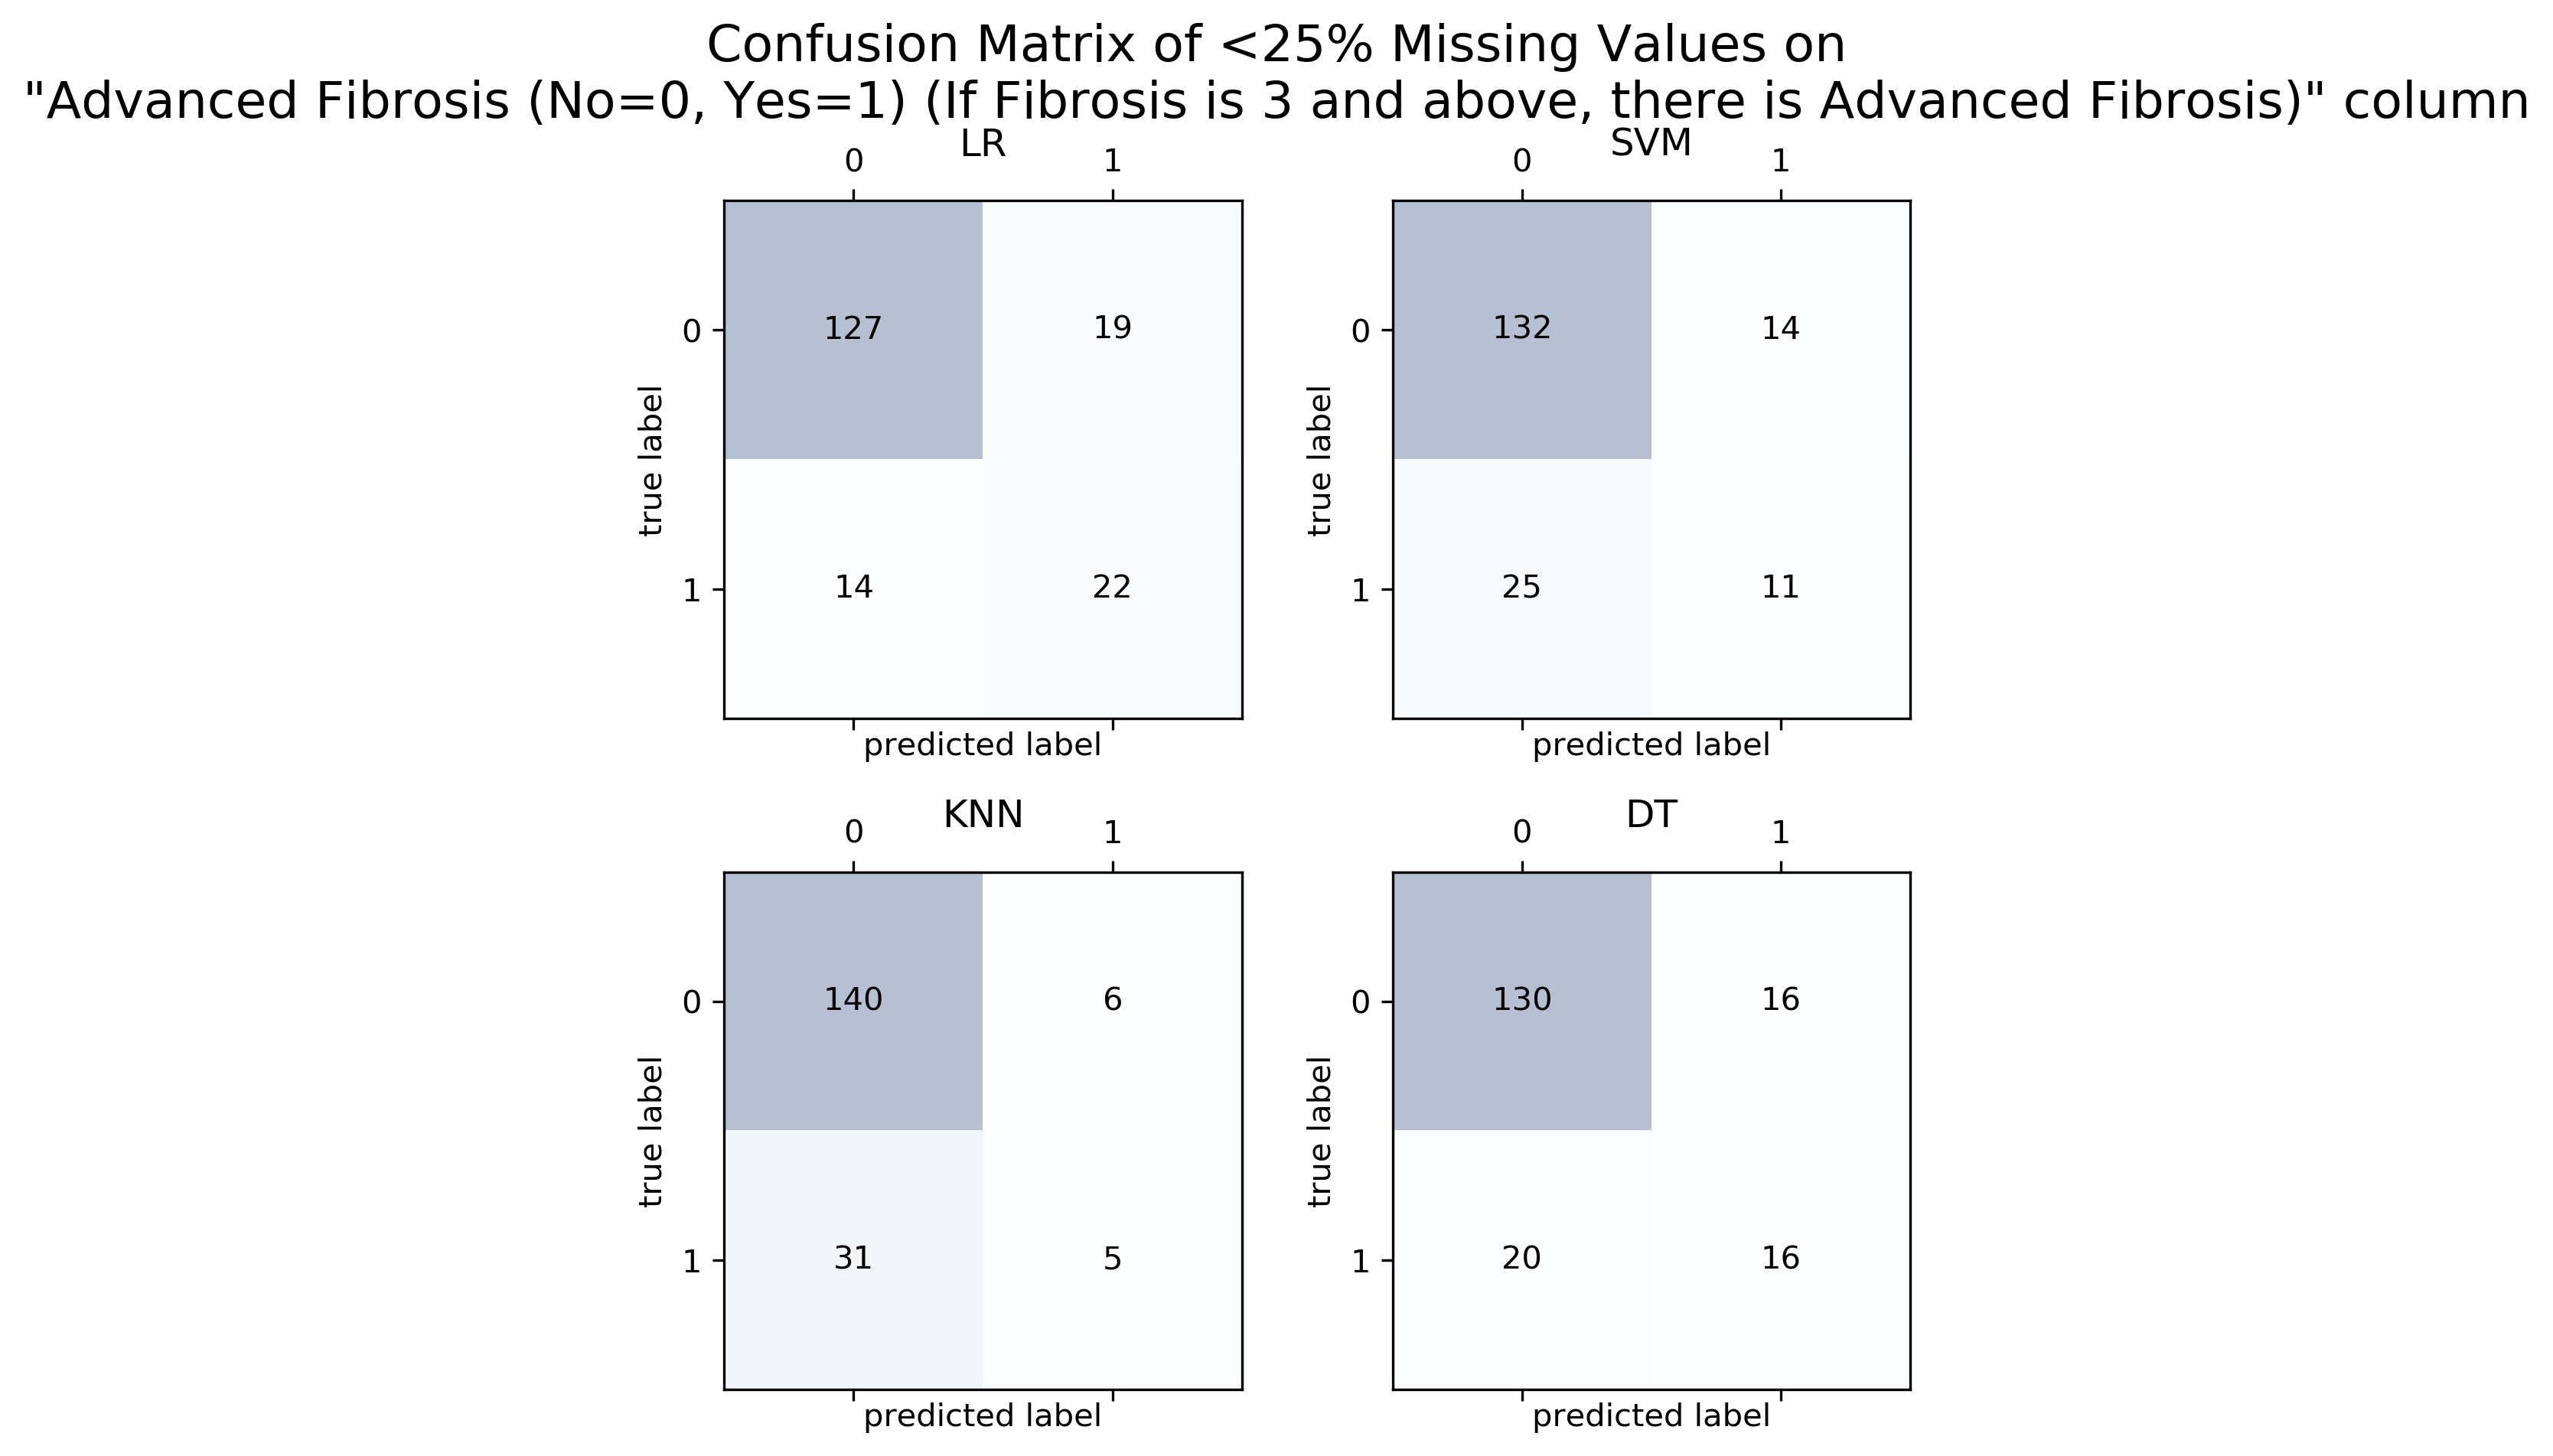 Confusion Matrix of <25% Missing Values on
"Advanced Fibrosis (No=0, Yes=1) (If Fibrosis is 3 and above, there is Advanced Fibrosis)" column
LR
0 1
0 127 19
1 14 22
true label
predicted label
SVM
0 1
0 132 14
1 25 11
true label
predicted label
KNN
0 1
0 140 6
1 31 5
true label
predicted label
DT
0 1
0 130 16
1 20 16
true label
predicted label